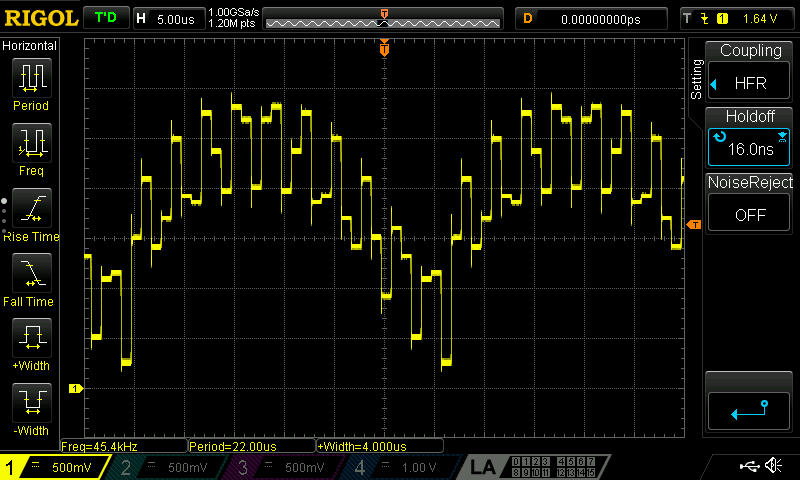 RIGOL T'D H 5.00us 1.00GSa/s D 0.00000000ps T 1 1.64 V
1.20M pts
T
Horizontal
Period
Freq
Rise Time
Fall Time
+Width
-Width
T
T
1
Setting
Coupling
HFR
Holdoff
16.0ns
NoiseReject
OFF
Freq=45.4kHz Period=22.00us +Width=4.000us
1 500mV 2 500mV 3 500mV 4 1.00 V LA 0 1 2 3 4 5 6 7
8 9 10 11 12 13 14 15